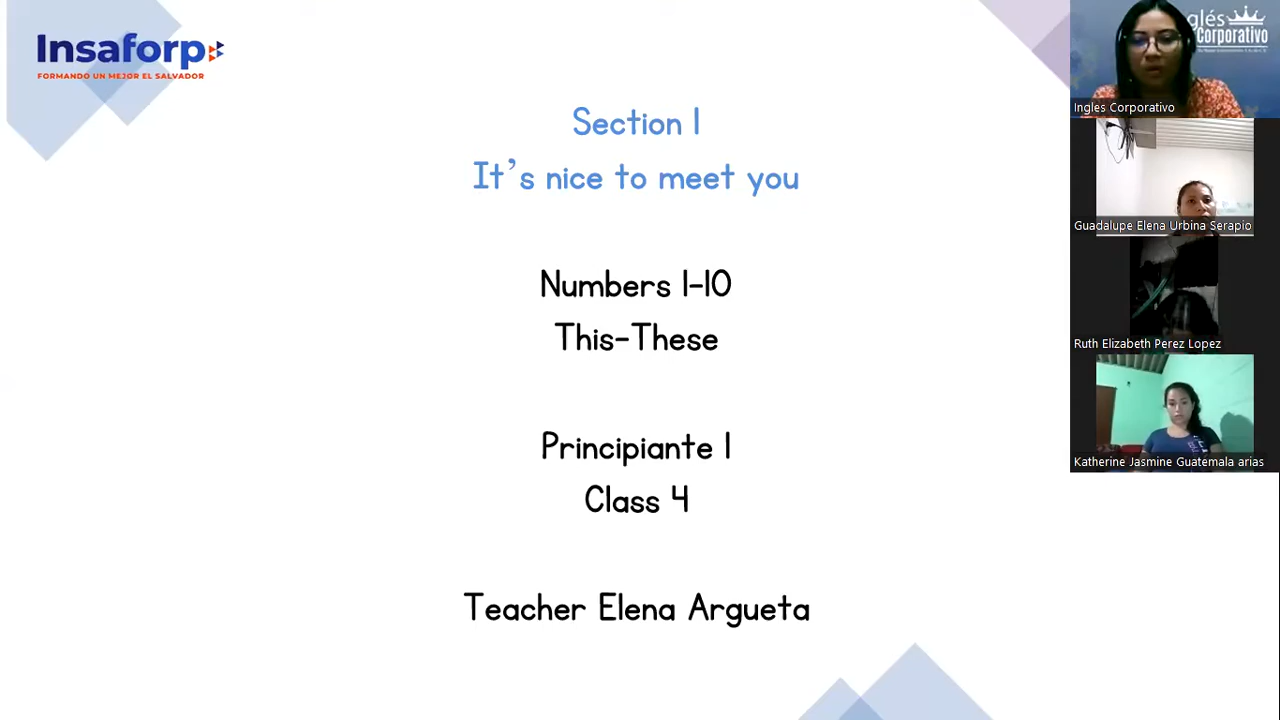 Insaforp
FORMANDO UN MEJOR EL SALVADOR
Section 1
It's nice to meet you
Numbers 1-10
This-These
Principiante 1
Class 4
Teacher Elena Argueta
Corporativo
Ingles Corporativo
Guadalupe Elena Urbina Serapio
Ruth Elizabeth Perez Lopez
Katherine Jasmine Guatemala arias